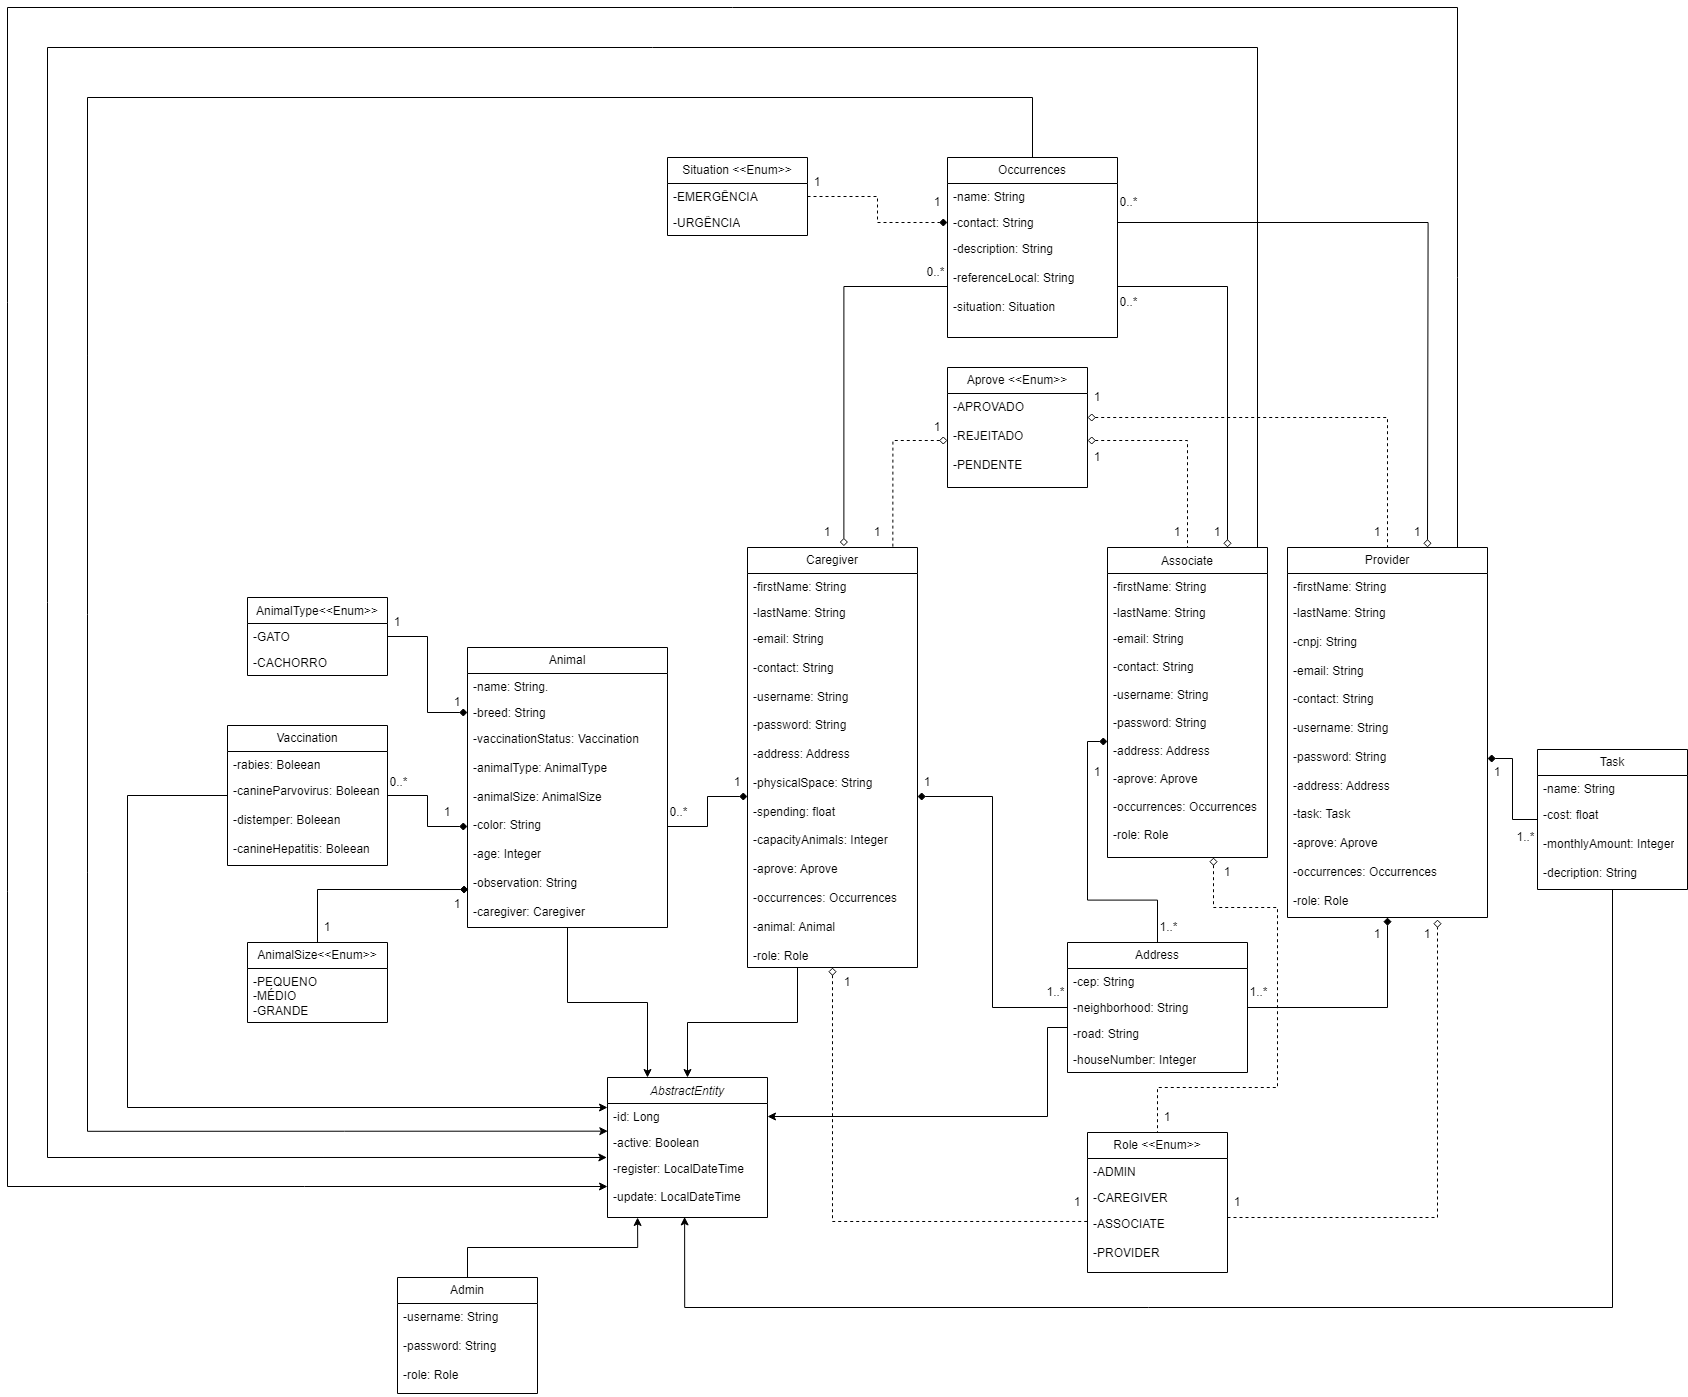 Situation <<Enum>>
-EMERGÊNCIA
-URGÊNCIA
1
1
Occurrences
-name: String
-contact: String
-description: String
-referenceLocal: String
-situation: Situation
0..*
0..*
0..*
Aprove <<Enum>>
-APROVADO
-REJEITADO
-PENDENTE
1
1
1
1
1
1
1
1
1
Caregiver
-firstName: String
-lastName: String
-email: String
-contact: String
-username: String
-password: String
-address: Address
-physicalSpace: String
-spending: float
-capacityAnimals: Integer
-aprove: Aprove
-occurrences: Occurrences
-animal: Animal
-role: Role
1
1
1
Associate
-firstName: String
-lastName: String
-email: String
-contact: String
-username: String
-password: String
-address: Address
-aprove: Aprove
-occurrences: Occurrences
-role: Role
1
1
Provider
-firstName: String
-lastName: String
-cnpj: String
-email: String
-contact: String
-username: String
-password: String
-address: Address
-task: Task
-aprove: Aprove
-occurrences: Occurrences
-role: Role
1
1
1
Task
-name: String
-cost: float
-monthlyAmount: Integer
-decription: String
1..*
AnimalType<<Enum>>
-GATO
-CACHORRO
1
Animal
-name: String.
-breed: String
-vaccinationStatus: Vaccination
-animalType: AnimalType
-animalSize: AnimalSize
-color: String
-age: Integer
-observation: String
-caregiver: Caregiver
1
1
1
0..*
Vaccination
-rabies: Boleean
-canineParvovirus: Boleean
-distemper: Boleean
-canineHepatitis: Boleean
0..*
AnimalSize<<Enum>>
-PEQUENO
-MÉDIO
-GRANDE
1
Address
-cep: String
-neighborhood: String
-road: String
-houseNumber: Integer
1..*
1..*
1..*
AbstractEntity
-id: Long
-active: Boolean
-register: LocalDateTime
-update: LocalDateTime
Role <<Enum>>
-ADMIN
-CAREGIVER
-ASSOCIATE
-PROVIDER
1
1
1
Admin
-username: String
-password: String
-role: Role